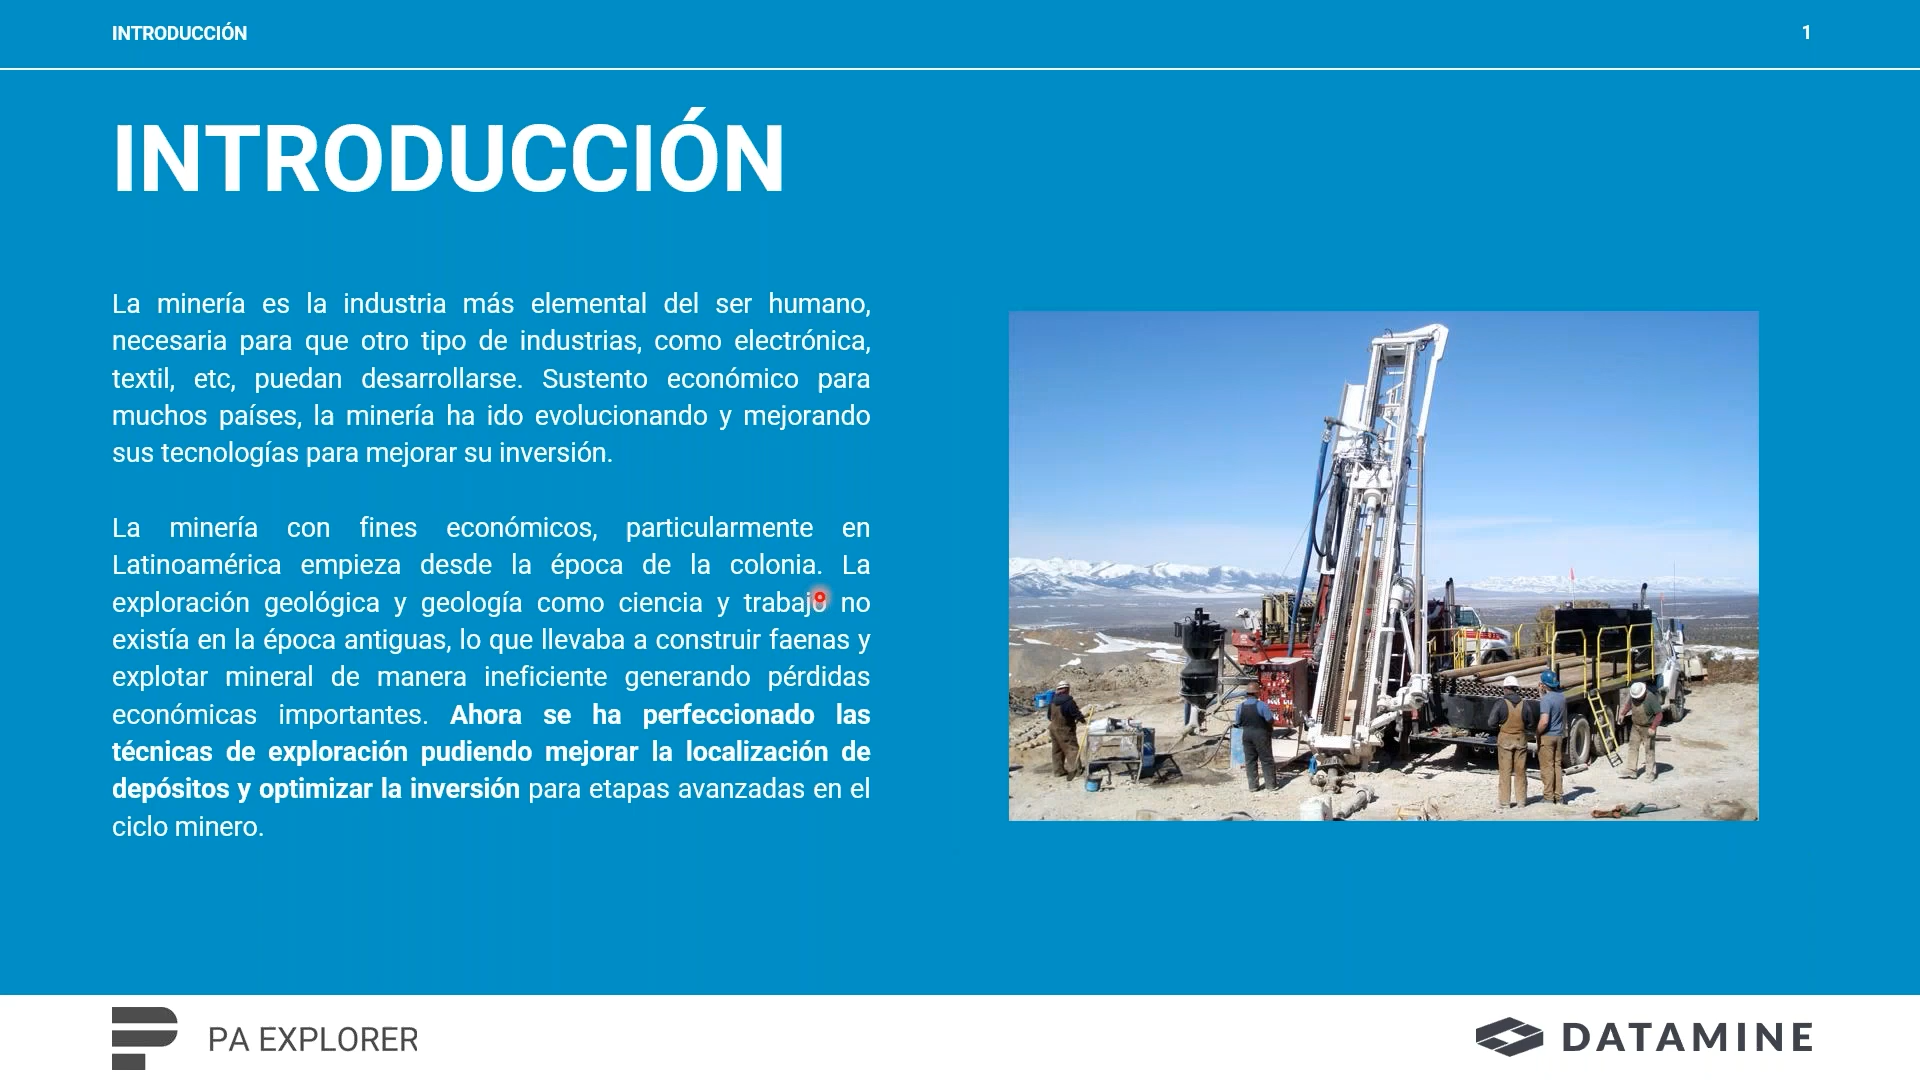 INTRODUCCIÓN
1
INTRODUCCIÓN
La minería es la industria más elemental del ser humano,
necesaria para que otro tipo de industrias, como electrónica,
textil, etc, puedan desarrollarse. Sustento económico para
muchos países, la minería ha ido evolucionando y mejorando
sus tecnologías para mejorar su inversión.
La minería con fines económicos, particularmente en
Latinoamérica empieza desde la época de la colonia. La
exploración geológica y geología como ciencia y trabajo no
existía en la época antiguas, lo que llevaba a construir faenas y
explotar mineral de manera ineficiente generando pérdidas
económicas importantes. Ahora se ha perfeccionado las
técnicas de exploración pudiendo mejorar la localización de
depósitos y optimizar la inversión para etapas avanzadas en el
ciclo minero.
PA EXPLORER
DATAMINE